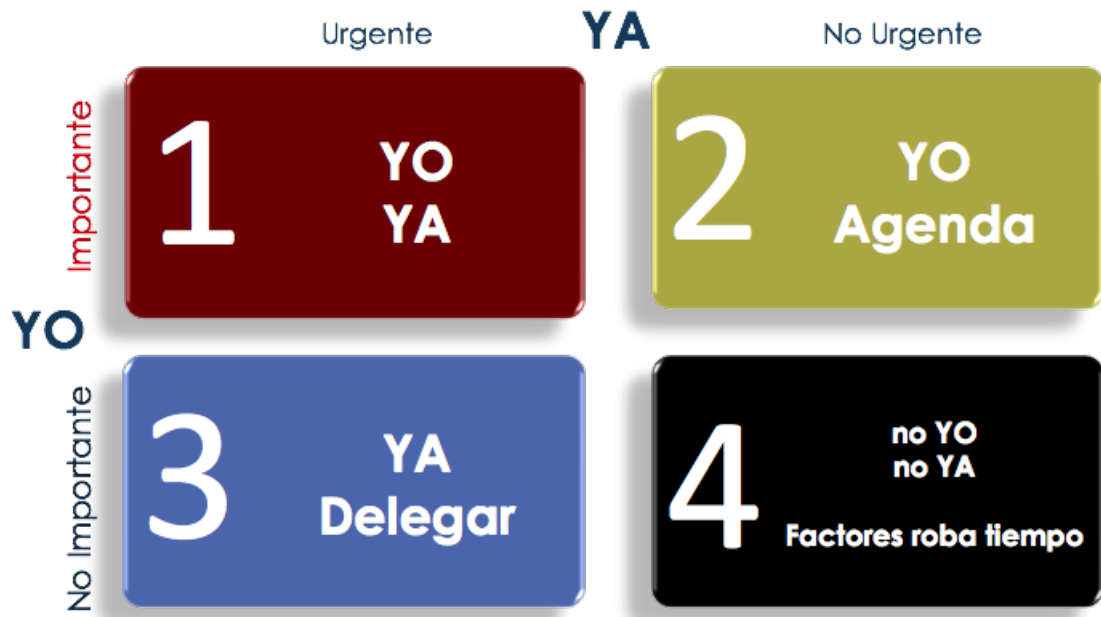 Urgente
YA
No Urgente
Importante
1
YO
YA
2
YO
Agenda
YO
No Importante
3
YA
Delegar
4
no YO
no YA
Factores roba tiempo